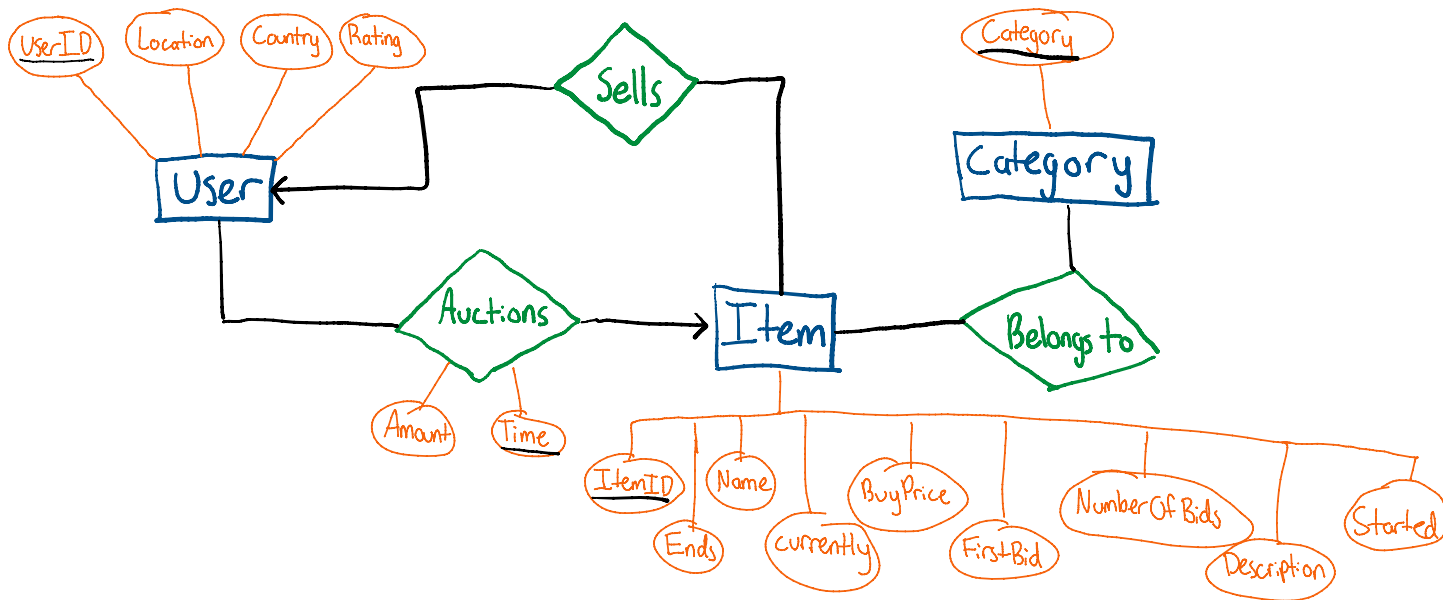 UserID
Location
Country
Rating
Sells
Category
User
Category
Auctions
Item
Belongs to
Amount
Time
ItemID
Name
BuyPrice
NumberOfBids
Started
Ends
Currently
FirstBid
Description